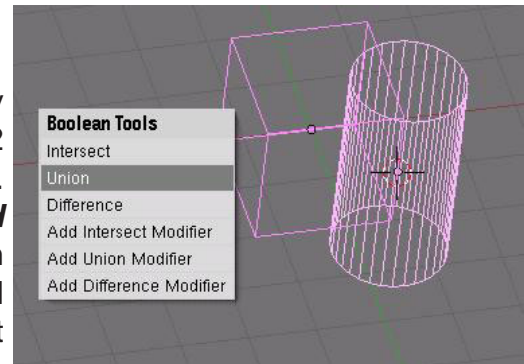 Boolean Tools
Intersect
Union
Difference
Add Intersect Modifier
Add Union Modifier
Add Difference Modifier